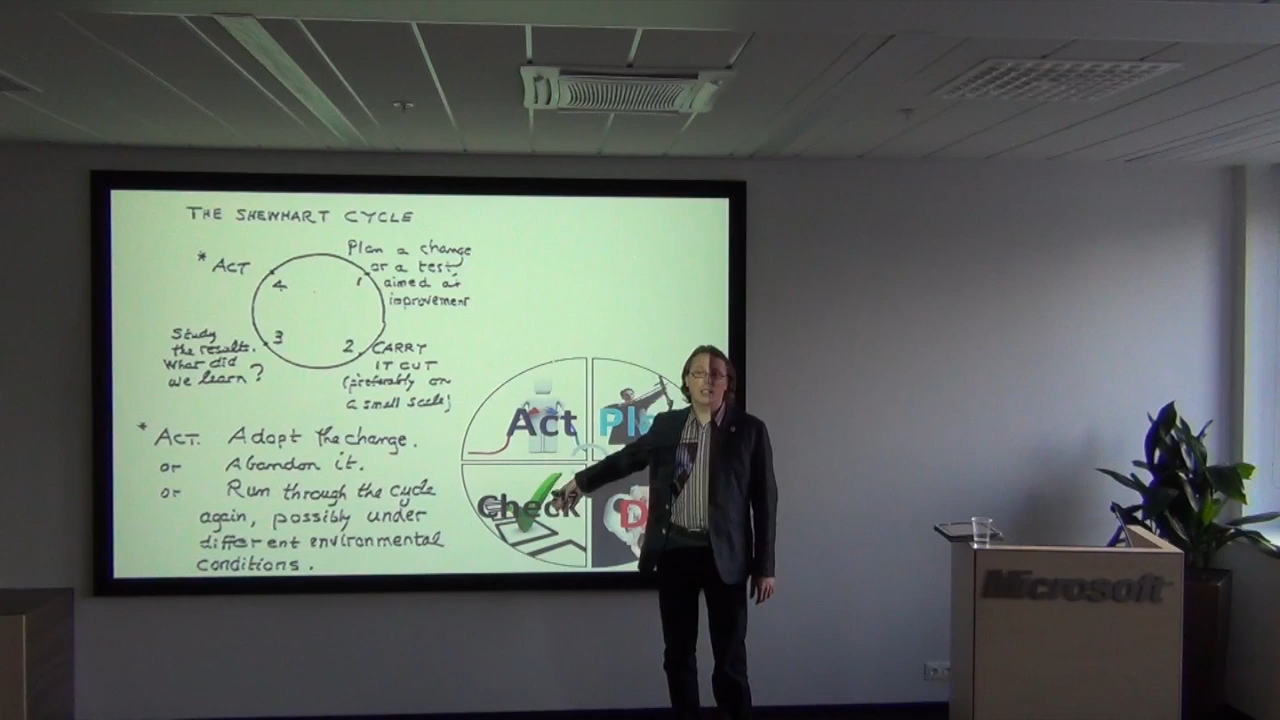 THE SHEWHART CYCLE
* ACT
4
Plan a change
or a test,
1 aimed at
improvement
Study
the results.
What did
we learn?
3
2 CARRY
IT OUT
(preferably on
a small scale)
* ACT. Adopt the change.
or Abandon it.
or Run through the cycle
again, possibly under
different environmental
conditions.
Act
Check
Microsoft